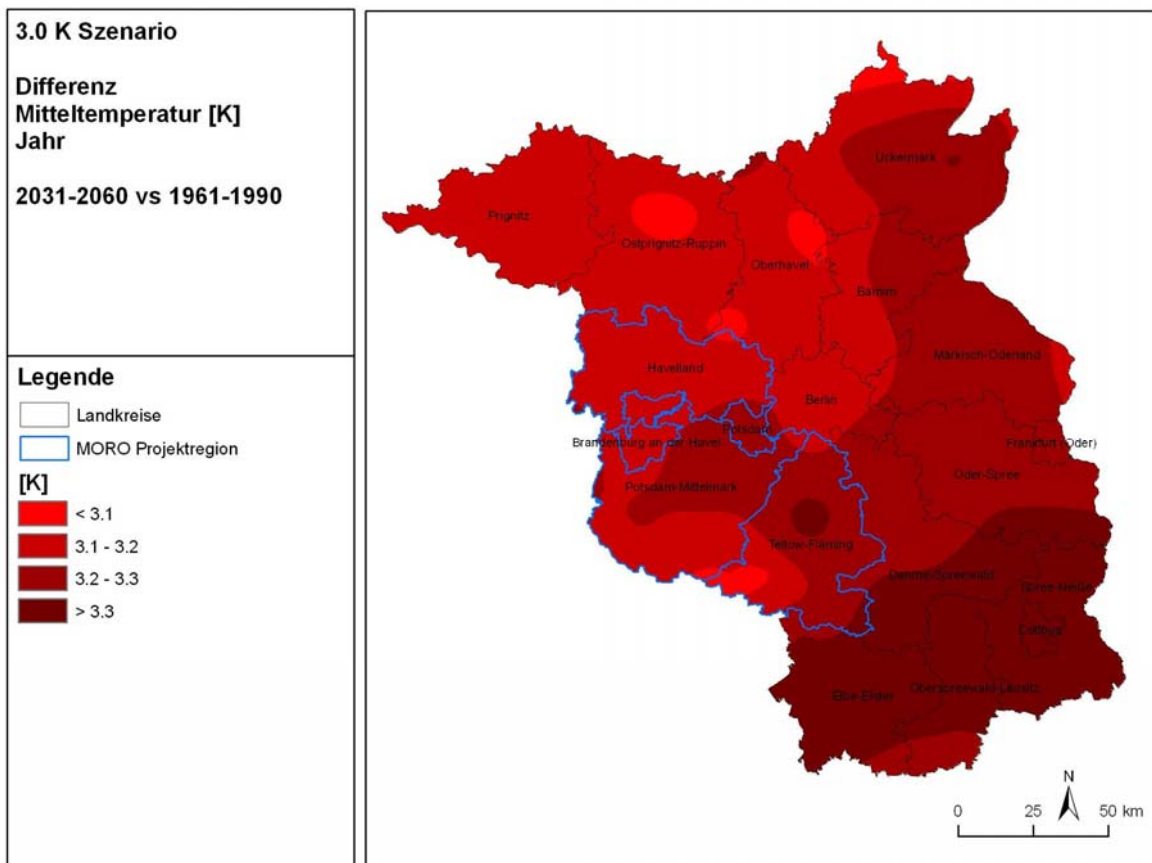 3.0 K Szenario
Differenz
Mitteltemperatur [K]
Jahr
2031-2060 vs 1961-1990
Legende
Landkreise
MORO Projektregion
[K]
< 3.1
3.1 - 3.2
3.2 - 3.3
> 3.3
Uckermark
Prignitz
Ostprignitz-Ruppin
Oberhavel
Barnim
Märkisch-Oderland
Havelland
Berlin
Potsdam
Brandenburg an der Havel
Frankfurt (Oder)
Oder-Spree
Potsdam-Mittelmark
Teltow-Fläming
Dahme-Spreewald
Spree-Neiße
Cottbus
Elbe-Elster
Oberspreewald-Lausitz
N
0 25 50 km